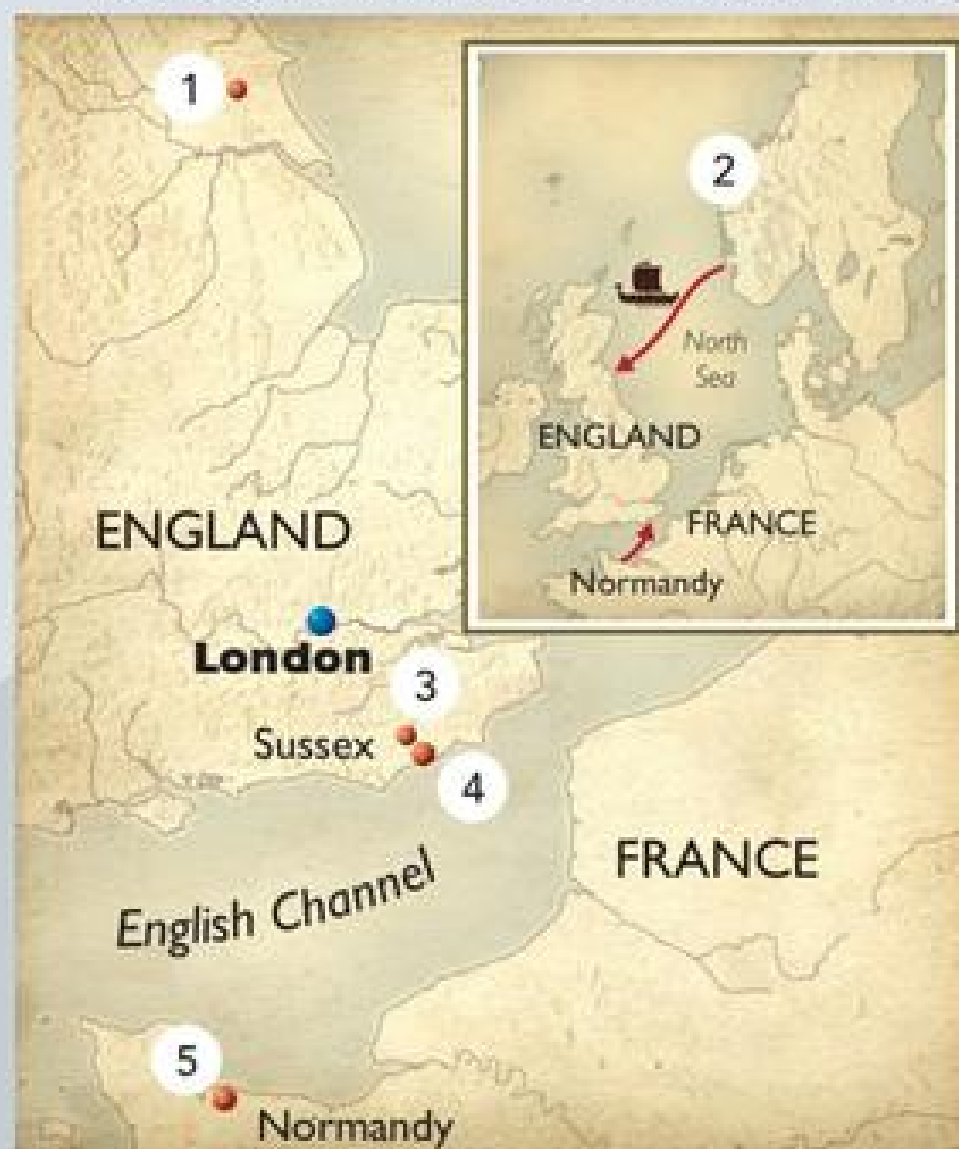 1
2
North
Sea
ENGLAND
FRANCE
Normandy
ENGLAND
London
3
Sussex
4
FRANCE
English Channel
5
Normandy